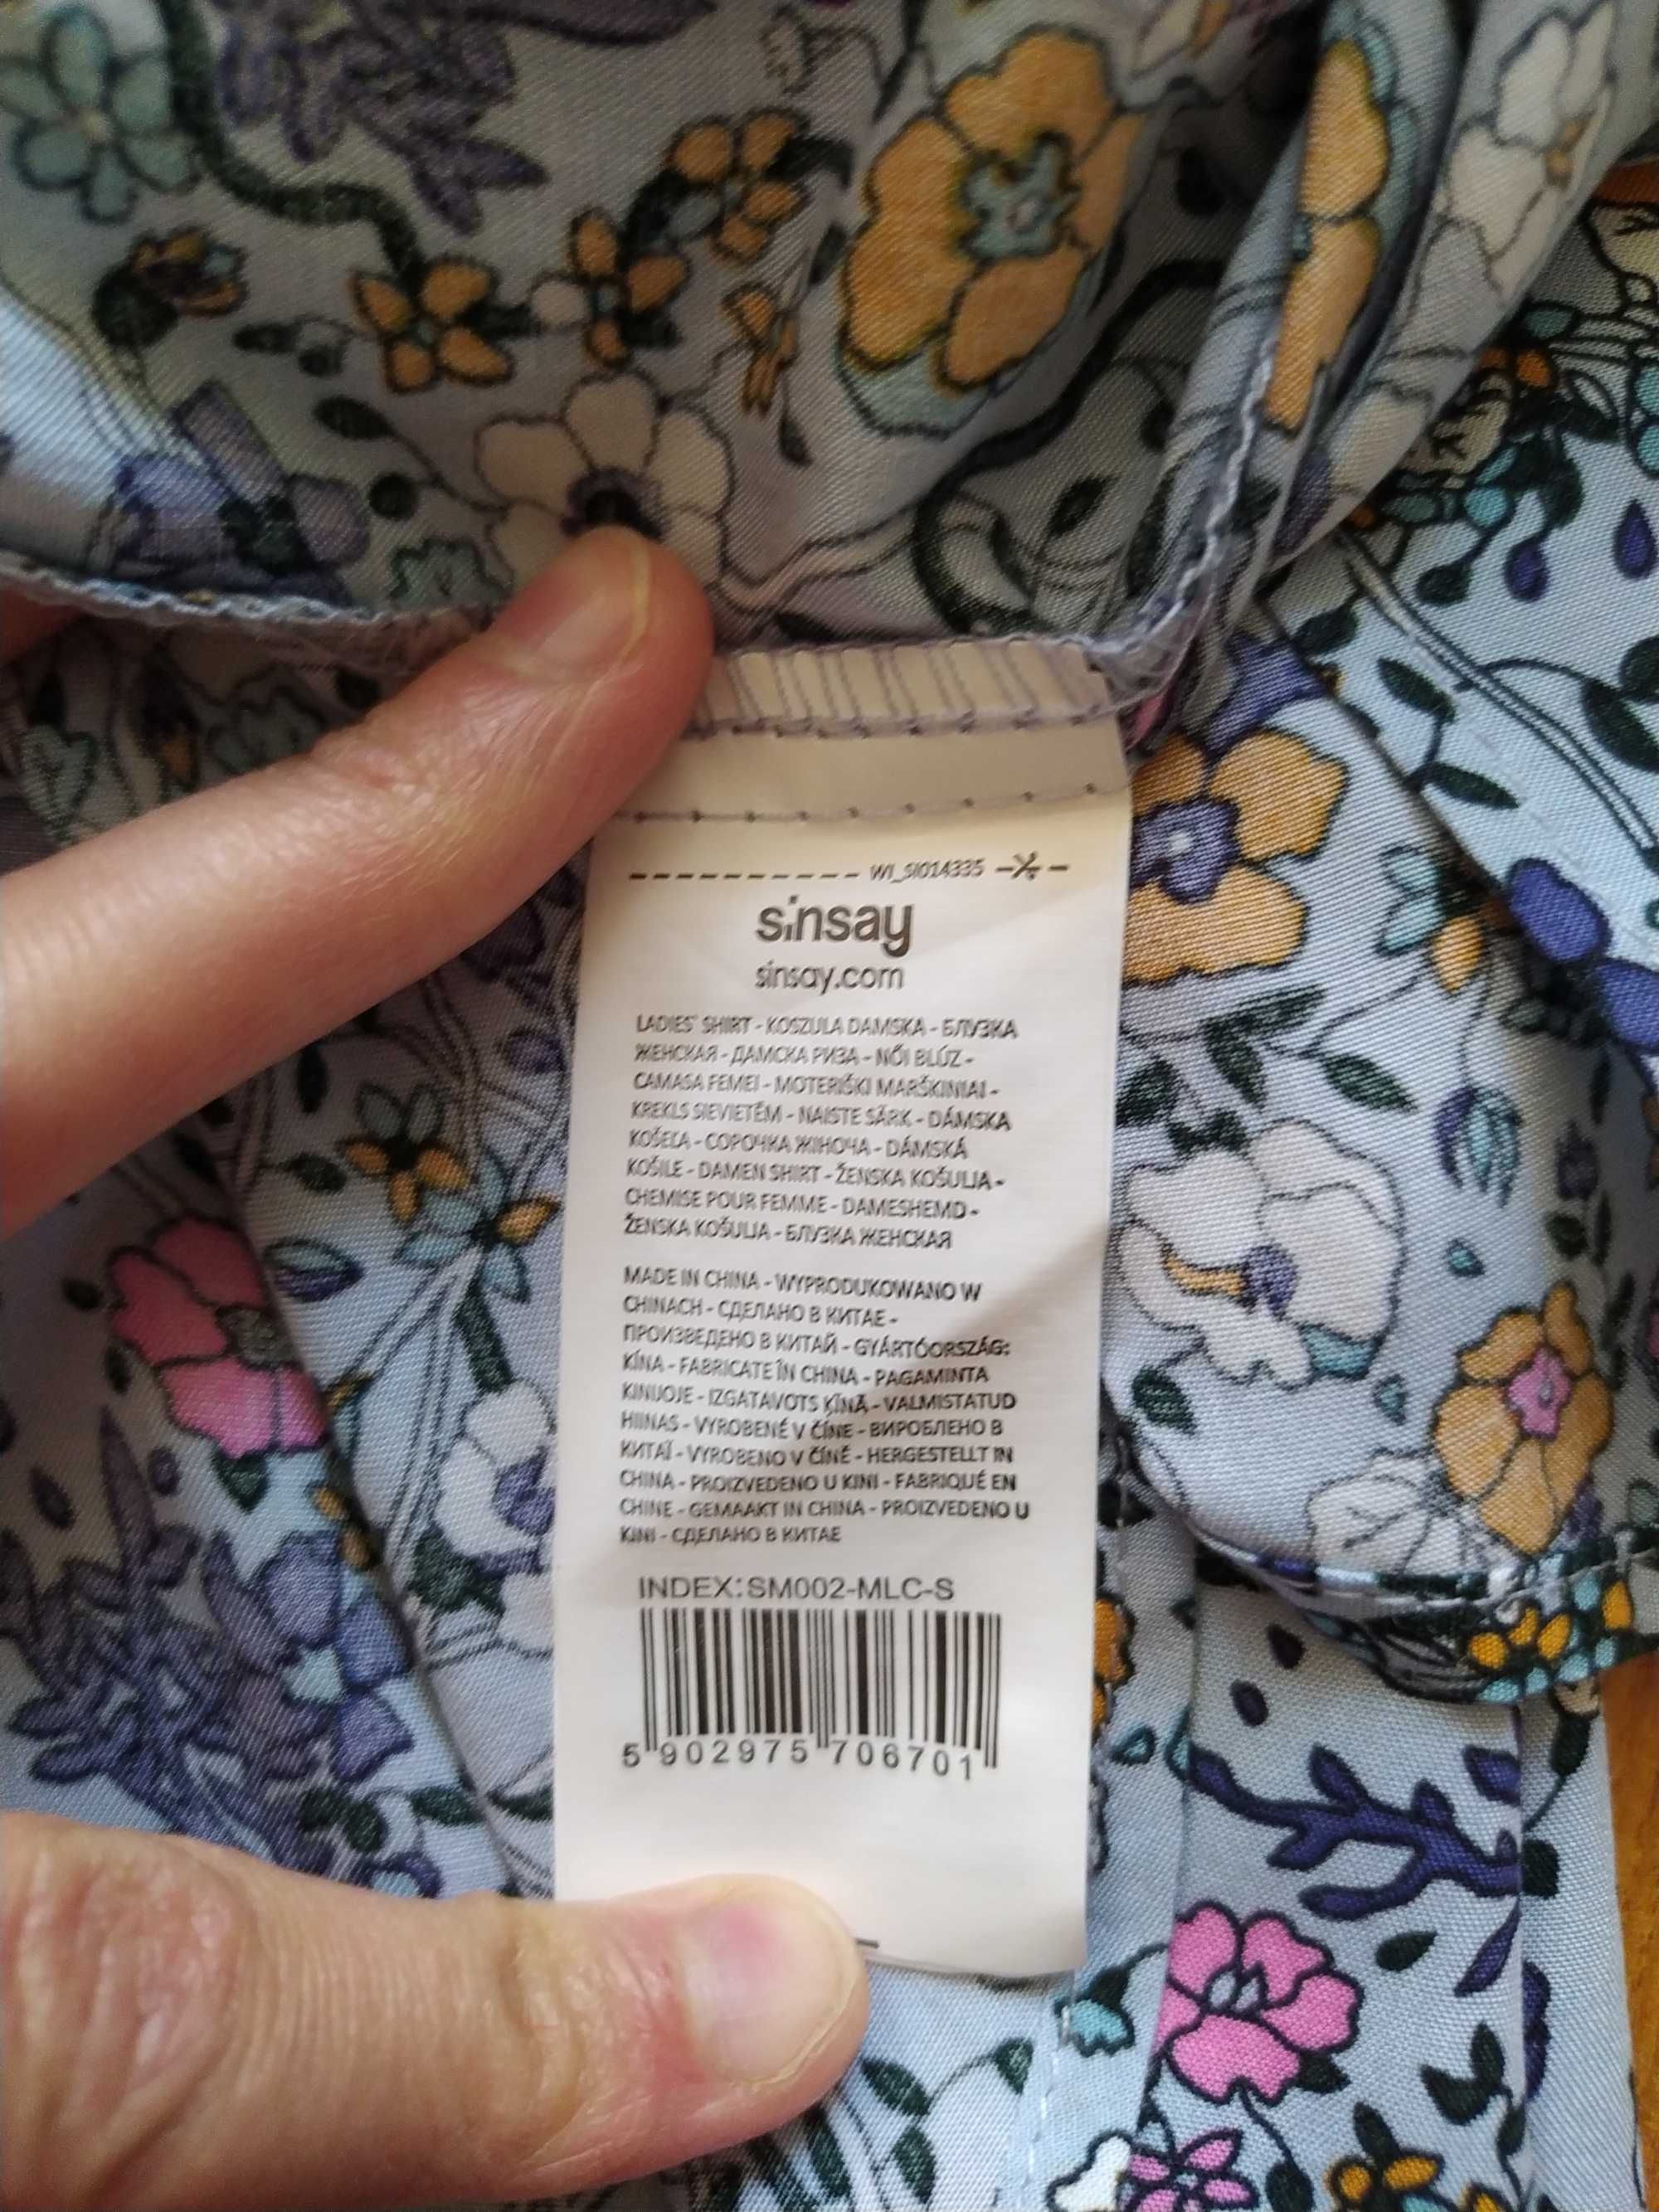 WI_SI014335
sinsay
sinsay.com
LADIES' SHIRT - KOSZULA DAMSKA - БЛУЗКА
ЖЕНСКАЯ - ДАМСКА РИЗА - NŐI BLÚZ -
CAMASA FEMEI - MOTERIŠKI MARŠKINIAI -
KREKLS SIEVIETĒM - NAISTE SÄRK - DÁMSKA
KOŠEĽA - СОРОЧКА ЖІНОЧА - DÁMSKÁ
KOŠILE - DAMEN SHIRT - ŽENSKA KOŠULJA -
CHEMISE POUR FEMME - DAMESHEMD -
ŽENSKA KOŠULJA - БЛУЗКА ЖЕНСКАЯ
MADE IN CHINA - WYPRODUKOWANO W
CHINACH - СДЕЛАНО В КИТАЕ -
ПРОИЗВЕДЕНО В КИТАЙ - GYÁRTÓORSZÁG:
KÍNA - FABRICATE ÎN CHINA - PAGAMINTA
KINIJOJE - IZGATAVOTS ĶĪNĀ - VALMISTATUD
HIINAS - VYROBENÉ V ČÍNE - ВИРОБЛЕНО В
КИТАЇ - VYROBENO V ČÍNĚ - HERGESTELLT IN
CHINA - PROIZVEDENO U KINI - FABRIQUÉ EN
CHINE - GEMAAKT IN CHINA - PROIZVEDENO U
KINI - СДЕЛАНО В КИТАЕ
INDEX:SM002-MLC-S
5 902975 706701